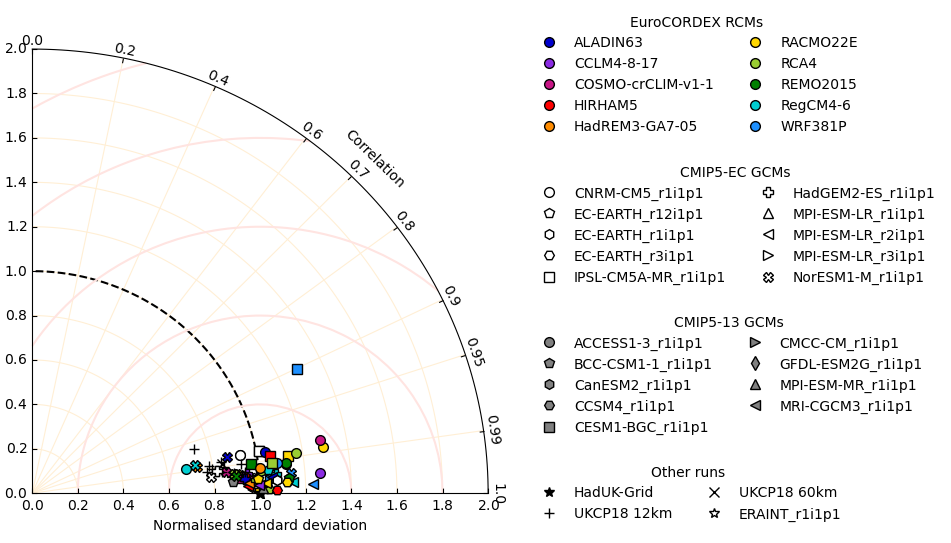 0.0
0.2
0.4
0.6
Correlation
0.7
0.8
0.9
0.95
0.99
1.0
2.0
1.8
1.6
1.4
1.2
1.0
0.8
0.6
0.4
0.2
0.0
0.0 0.2 0.4 0.6 0.8 1.0 1.2 1.4 1.6 1.8 2.0
Normalised standard deviation
EuroCORDEX RCMs
ALADIN63
CCLM4-8-17
COSMO-crCLIM-v1-1
HIRHAM5
HadREM3-GA7-05
RACMO22E
RCA4
REMO2015
RegCM4-6
WRF381P
CMIP5-EC GCMs
CNRM-CM5_r1i1p1
EC-EARTH_r12i1p1
EC-EARTH_r1i1p1
EC-EARTH_r3i1p1
IPSL-CM5A-MR_r1i1p1
HadGEM2-ES_r1i1p1
MPI-ESM-LR_r1i1p1
MPI-ESM-LR_r2i1p1
MPI-ESM-LR_r3i1p1
NorESM1-M_r1i1p1
CMIP5-13 GCMs
ACCESS1-3_r1i1p1
BCC-CSM1-1_r1i1p1
CanESM2_r1i1p1
CCSM4_r1i1p1
CESM1-BGC_r1i1p1
CMCC-CM_r1i1p1
GFDL-ESM2G_r1i1p1
MPI-ESM-MR_r1i1p1
MRI-CGCM3_r1i1p1
Other runs
HadUK-Grid
UKCP18 12km
UKCP18 60km
ERAINT_r1i1p1